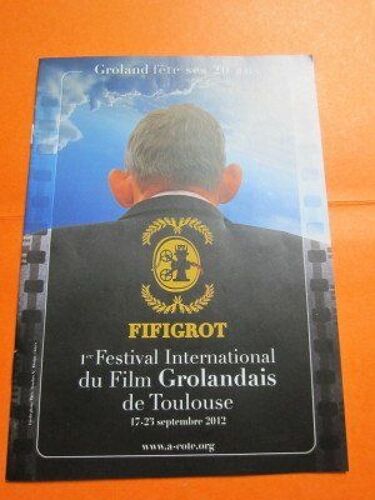 Groland fête ses 20 ans
FIFIGROT
1er Festival International
du Film Grolandais
de Toulouse
17-23 septembre 2012
www.a-cote.org